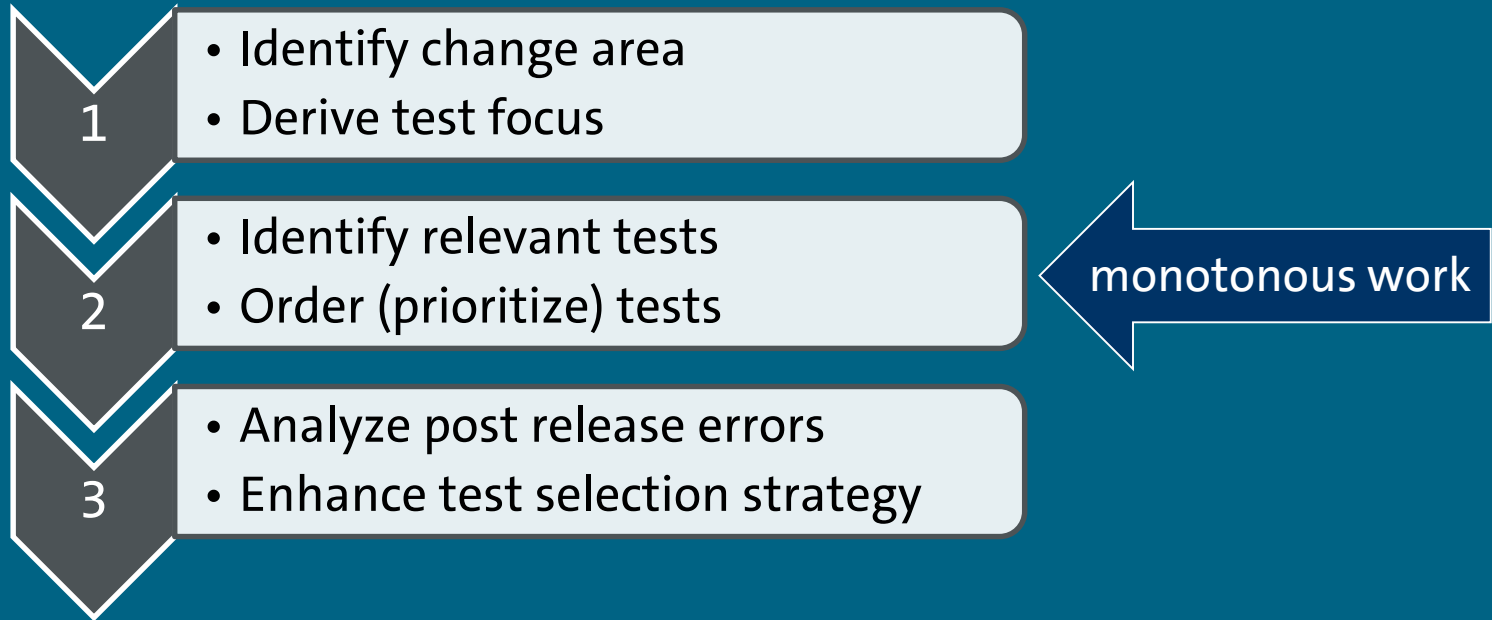 1
• Identify change area
• Derive test focus
2
• Identify relevant tests
• Order (prioritize) tests
monotonous work
3
• Analyze post release errors
• Enhance test selection strategy